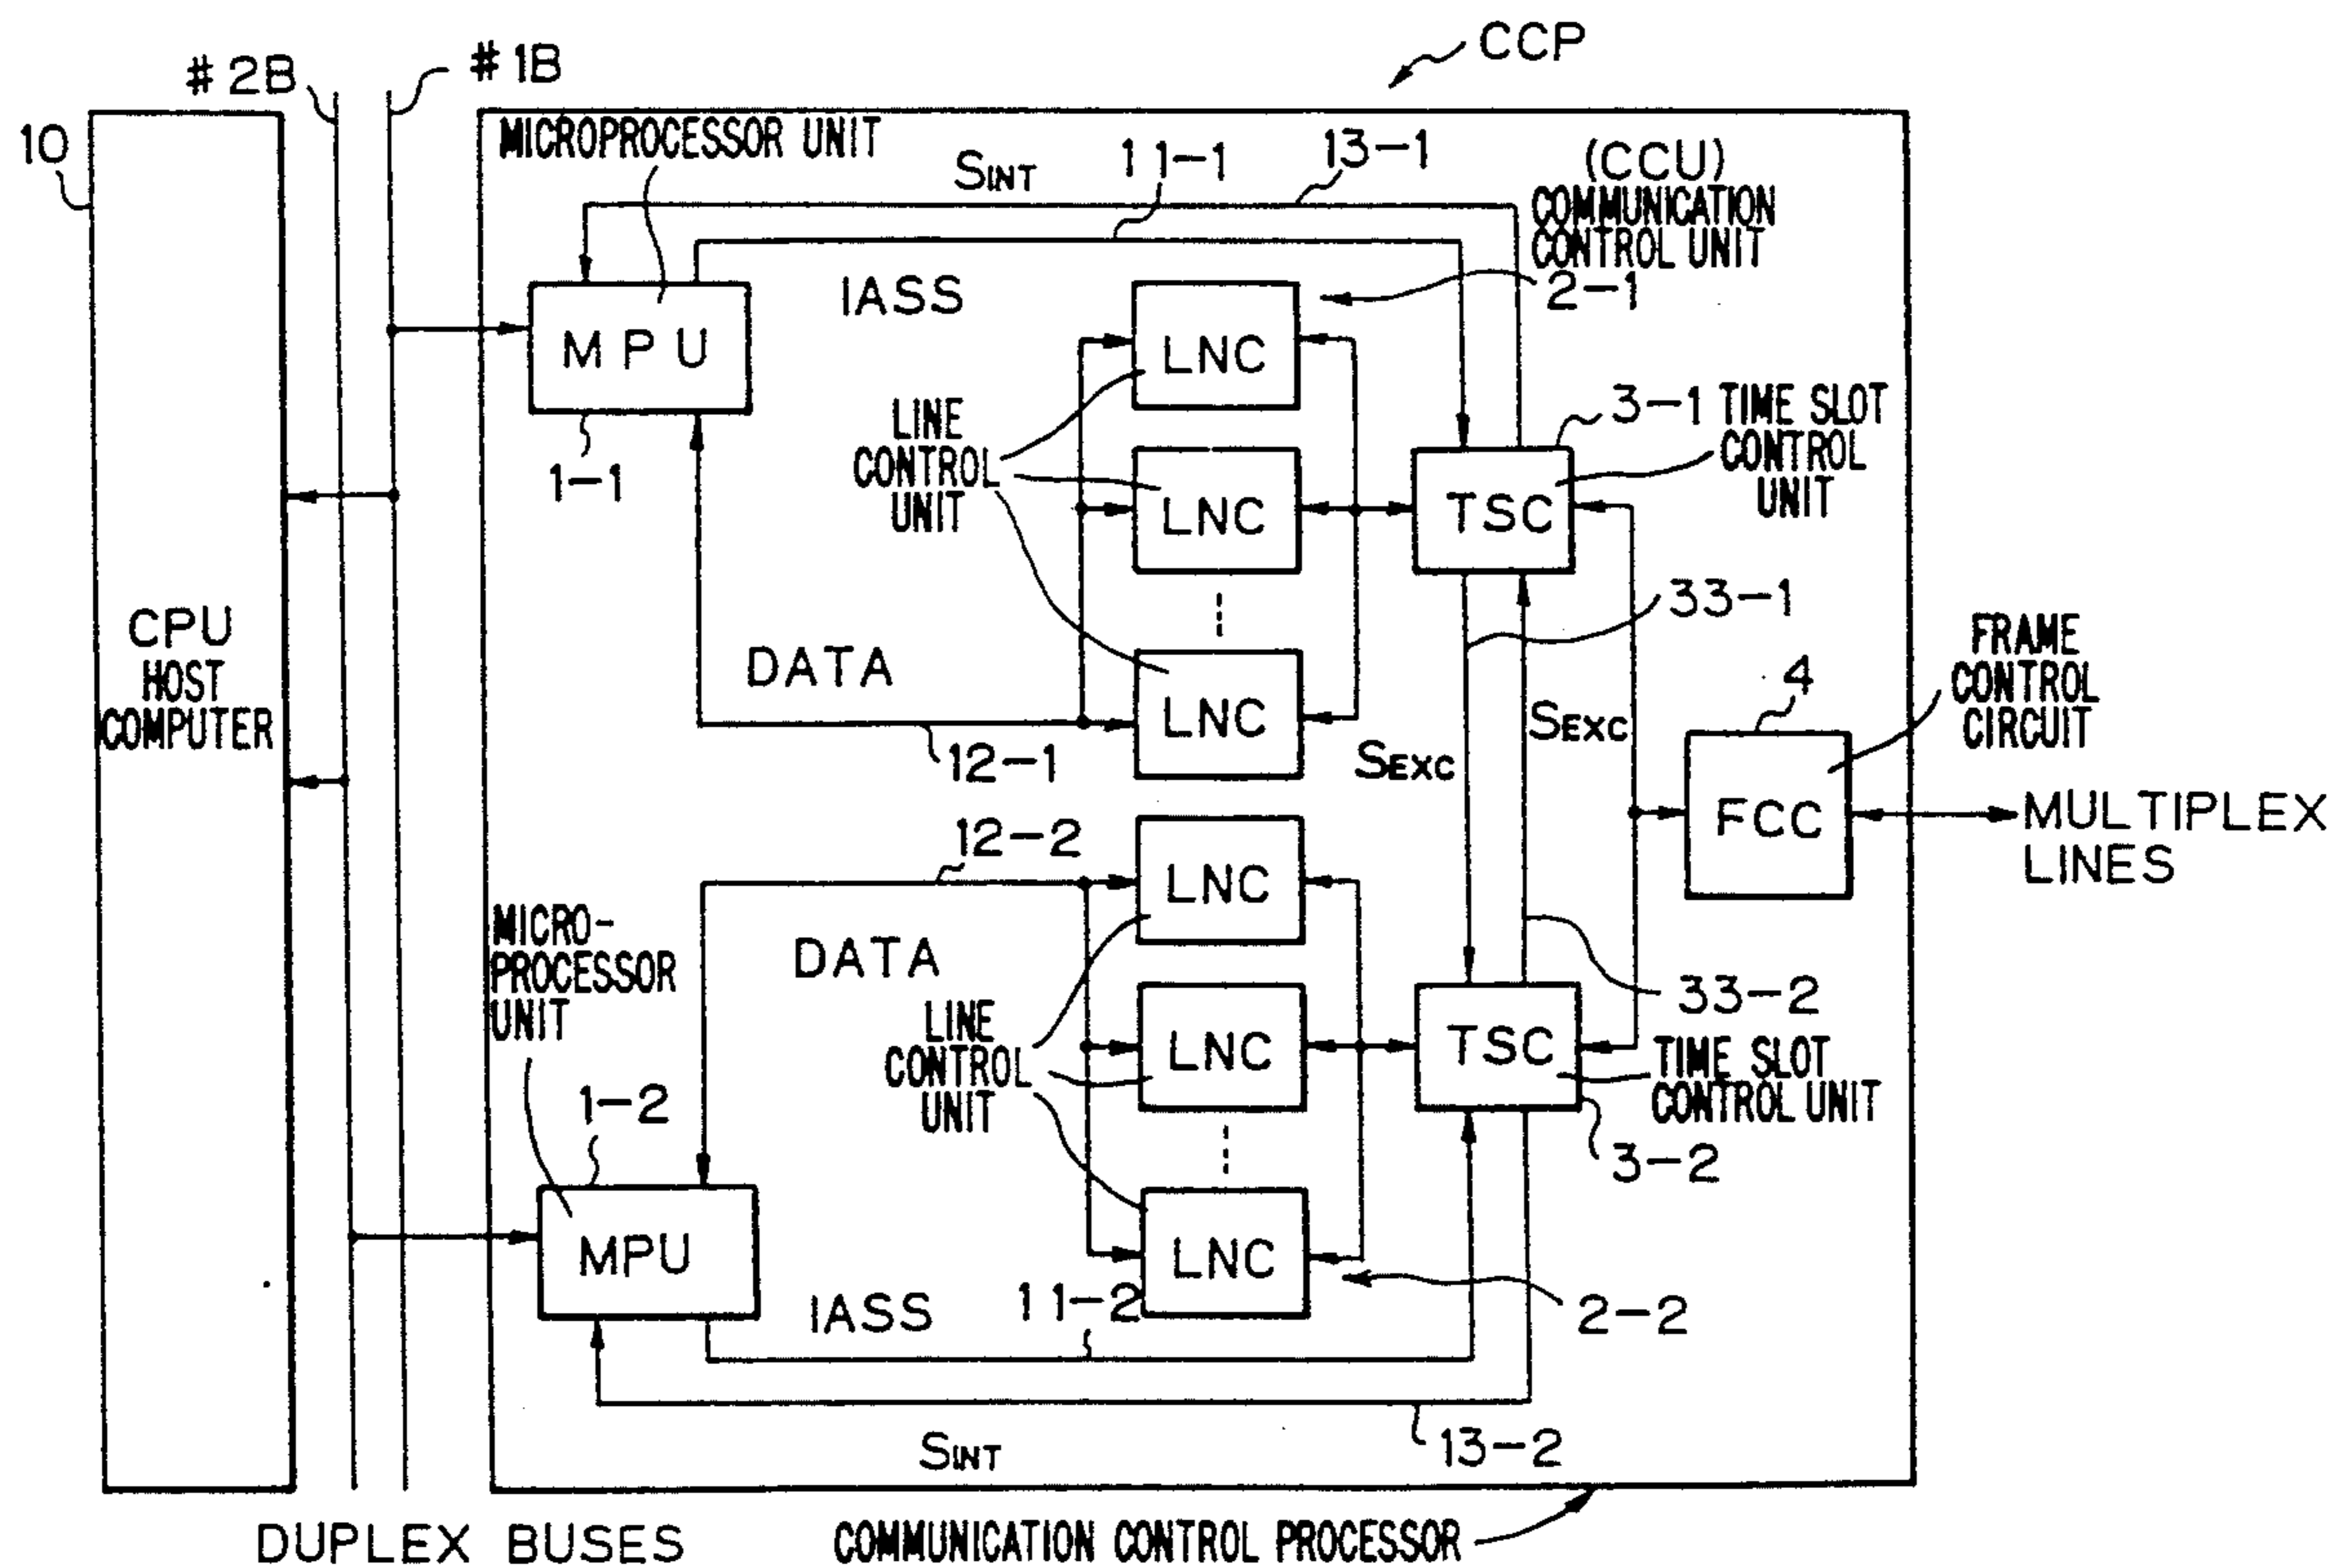 CCP
#2B
#1B
10
MICROPROCESSOR UNIT
SINT
11-1
13-1
(CCU)
COMMUNICATION
CONTROL UNIT
2-1
IASS
MPU
1-1
LNC
LINE
CONTROL
UNIT
LNC
3-1
TIME SLOT
CONTROL
UNIT
TSC
CPU
HOST
COMPUTER
DATA
LNC
12-1
33-1
SEXC
SEXC
FRAME
CONTROL
CIRCUIT
4
FCC
MULTIPLEX
LINES
12-2
LNC
MICRO-
PROCESSOR
UNIT
DATA
LINE
CONTROL
UNIT
LNC
TSC
33-2
TIME SLOT
CONTROL UNIT
3-2
1-2
MPU
LNC
IASS
11-2
2-2
SINT
13-2
DUPLEX BUSES
COMMUNICATION CONTROL PROCESSOR